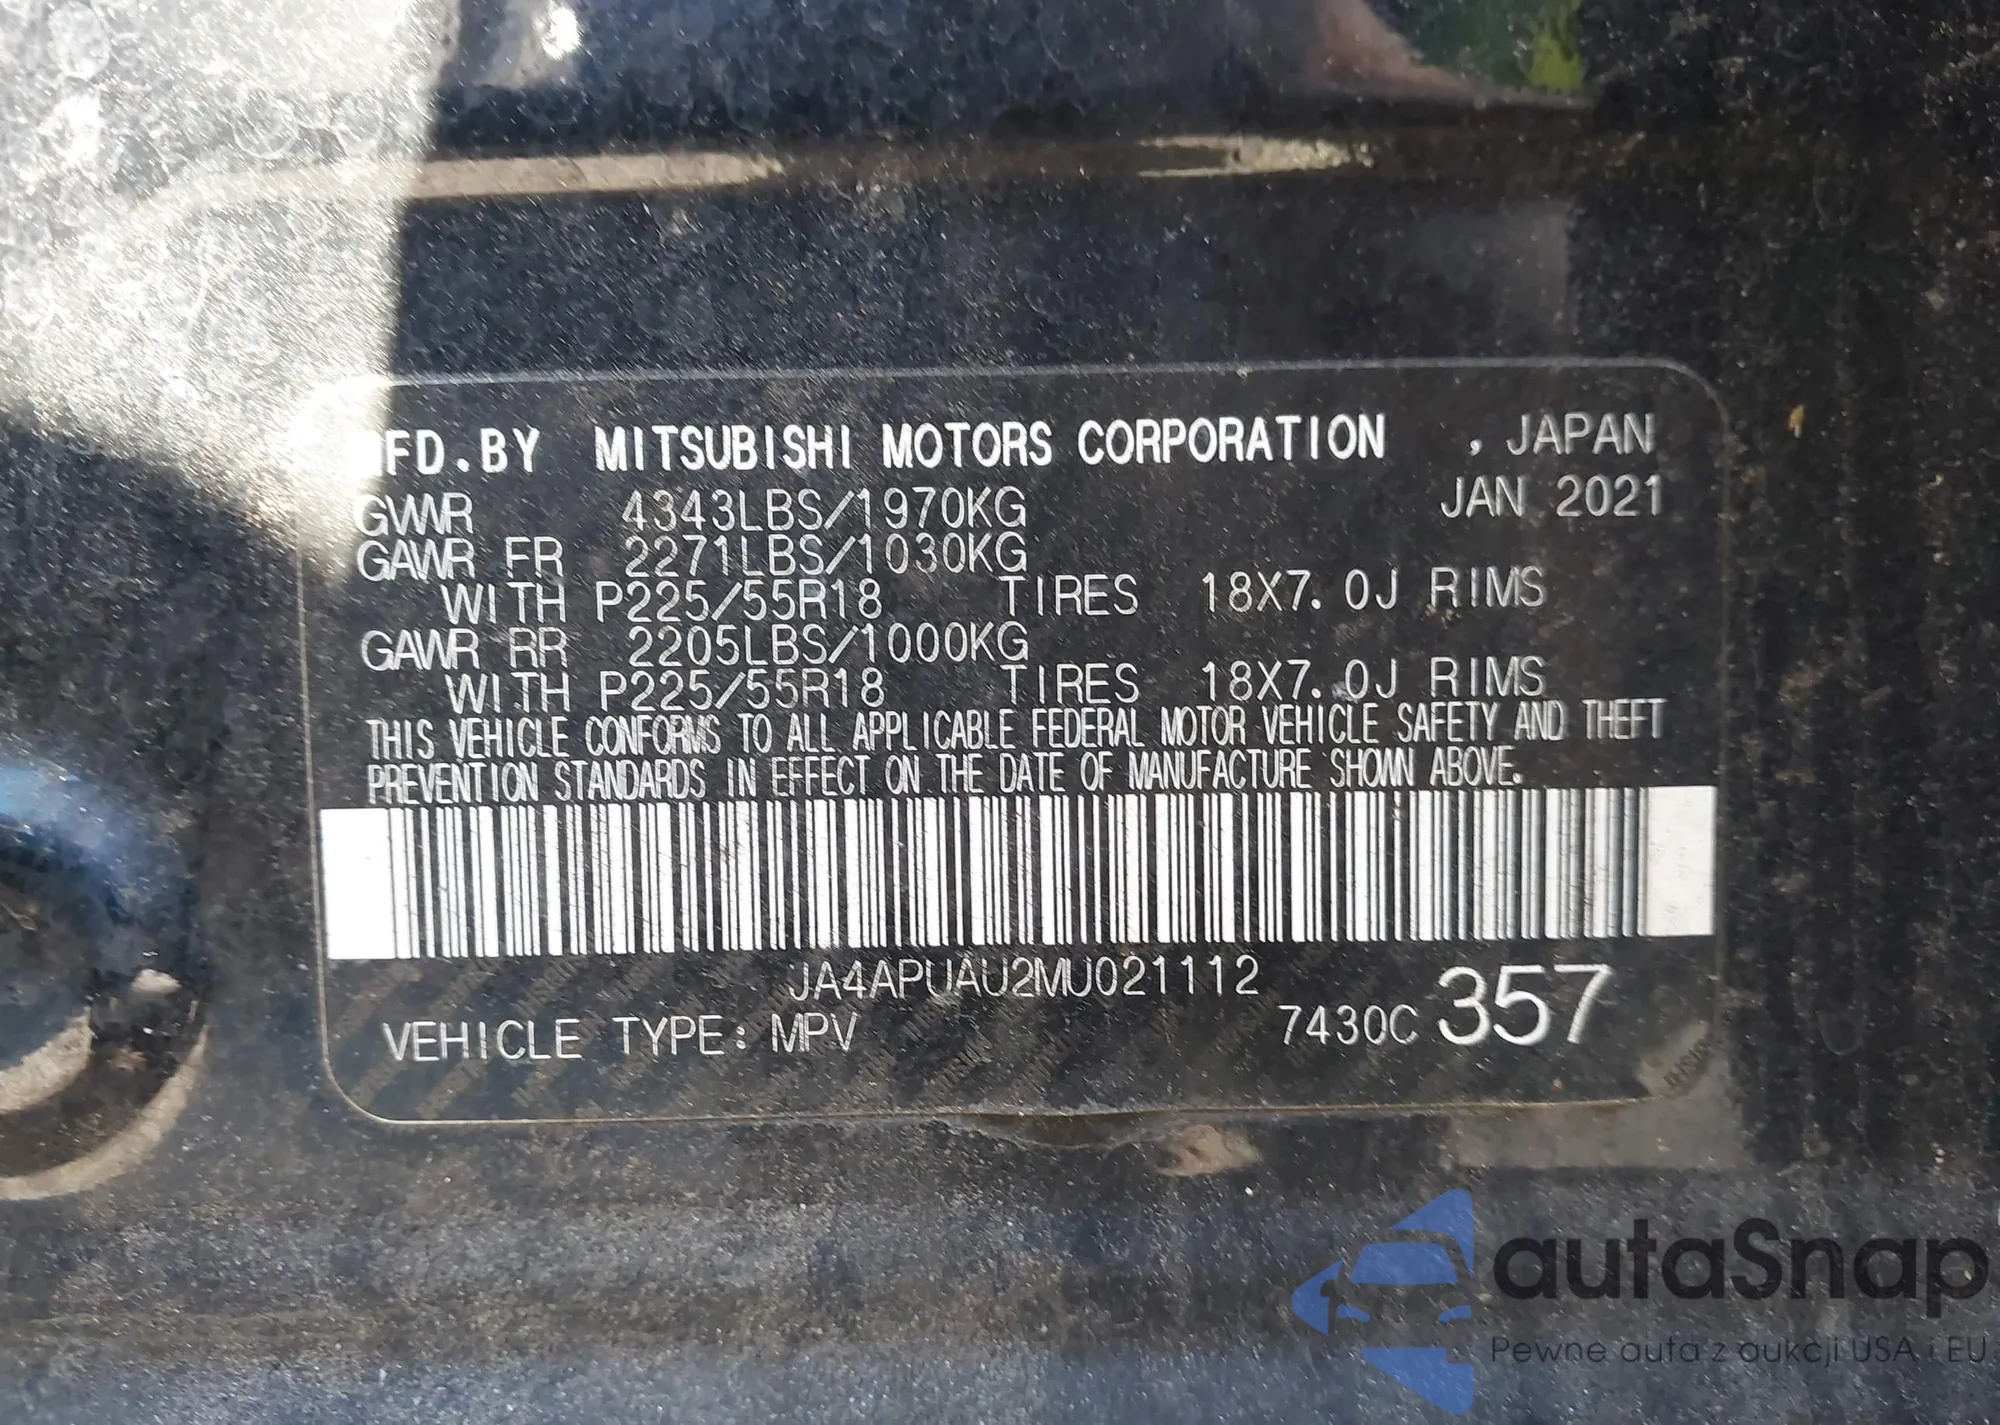 MFD.BY MITSUBISHI MOTORS CORPORATION , JAPAN
GVWR 4343LBS/1970KG JAN 2021
GAWR FR 2271LBS/1030KG
WITH P225/55R18 TIRES 18X7.0J RIMS
GAWR RR 2205LBS/1000KG
WITH P225/55R18 TIRES 18X7.0J RIMS
THIS VEHICLE CONFORMS TO ALL APPLICABLE FEDERAL MOTOR VEHICLE SAFETY AND THEFT
PREVENTION STANDARDS IN EFFECT ON THE DATE OF MANUFACTURE SHOWN ABOVE.
JA4APUAU2MU021112
VEHICLE TYPE: MPV 7430C 357
autaSnap
Pewne auta z aukcji USA i EU